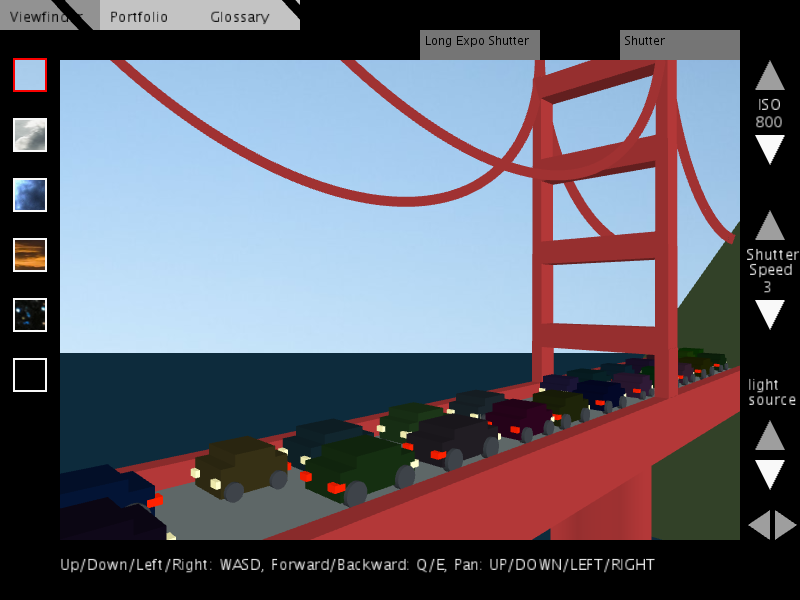 Viewfinder Portfolio Glossary
Long Expo Shutter Shutter
ISO
800
Shutter
Speed
3
light
source
Up/Down/Left/Right: WASD, Forward/Backward: Q/E, Pan: UP/DOWN/LEFT/RIGHT